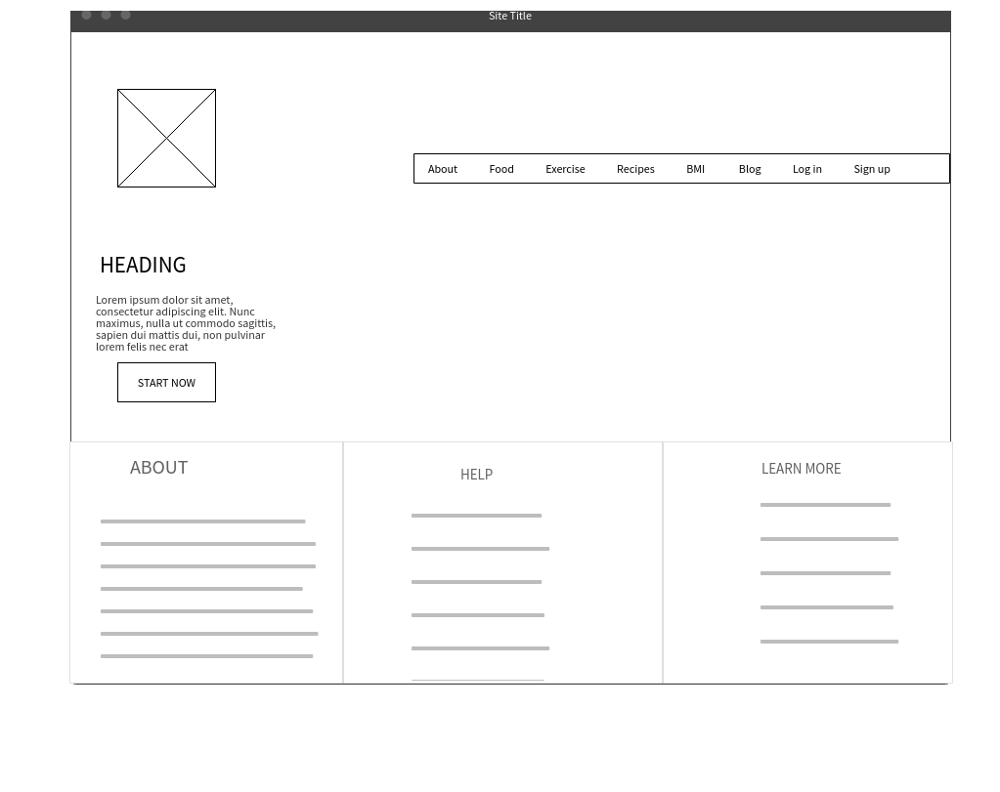 Site Title
About Food Exercise Recipes BMI Blog Log in Sign up
HEADING
Lorem ipsum dolor sit amet,
consectetur adipiscing elit. Nunc
maximus, nulla ut commodo sagittis,
sapien dui mattis dui, non pulvinar
lorem felis nec erat
START NOW
ABOUT
HELP
LEARN MORE